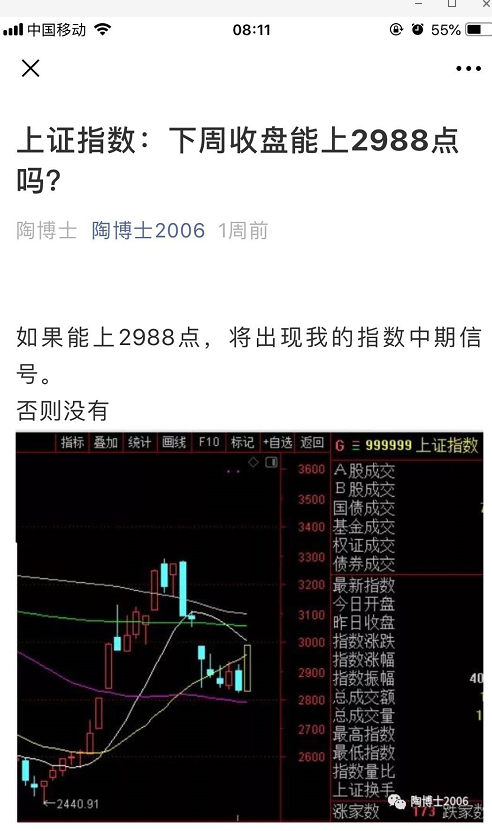 中国移动 08:11 55%
上证指数：下周收盘能上2988点
吗?
陶博士 陶博士2006 1周前
如果能上2988点，将出现我的指数中期信
号。
否则没有
指标 叠加 统计 画线 F10 标记 +自选 返回 G 999999 上证指数
3600
3500
3400
3300
3200
3100
3000
2900
2800
2700
2600
←2440.91
A股成交
B股成交
国债成交
基金成交
权证成交
债券成交
最新指数
今日开盘
昨日收盘
指数涨跌
指数涨幅
指数振幅 40
总成交额 1
总成交量 1
最高指数
最低指数
指数量比
上证换手
陶博士2006
涨家数 173 跌家数